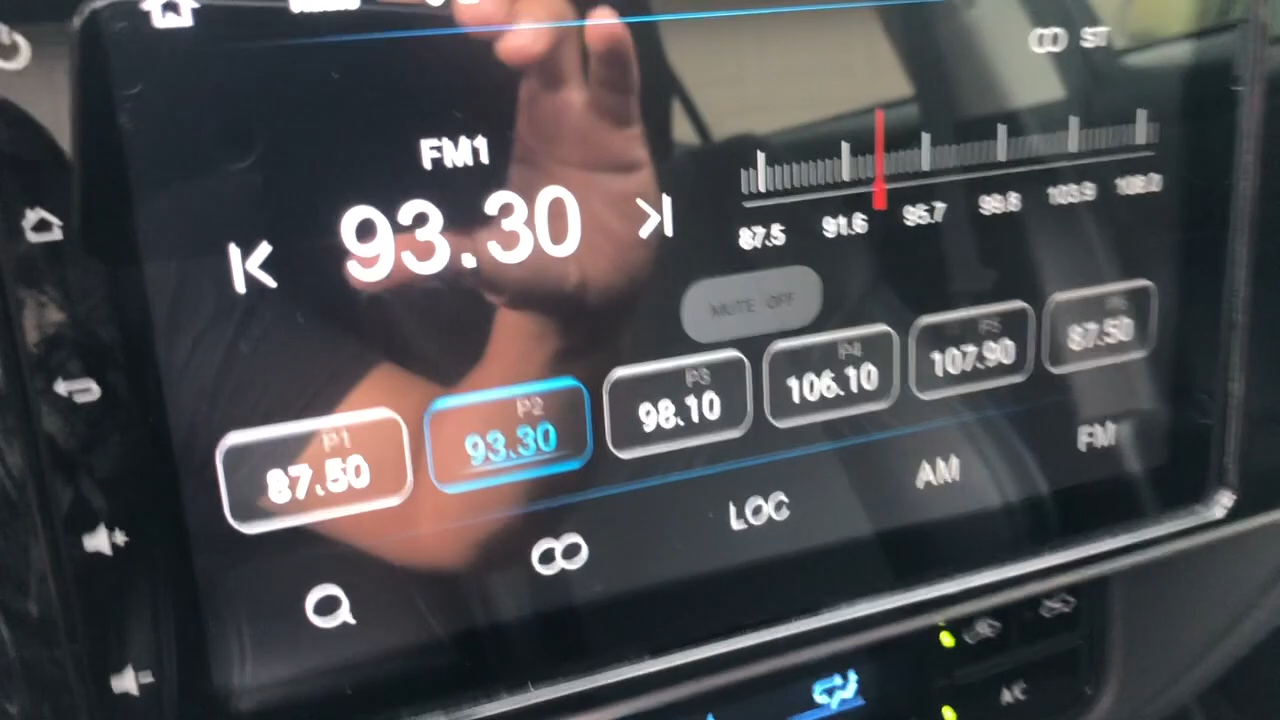 ST
FM1
93.30
87.5 91.6 95.7 99.8 103.9 108.0
MUTE OFF
P1 87.50
P2 93.30
P3 98.10
P4 106.10
P5 107.90
P6 87.50
LOC AM FM
AC